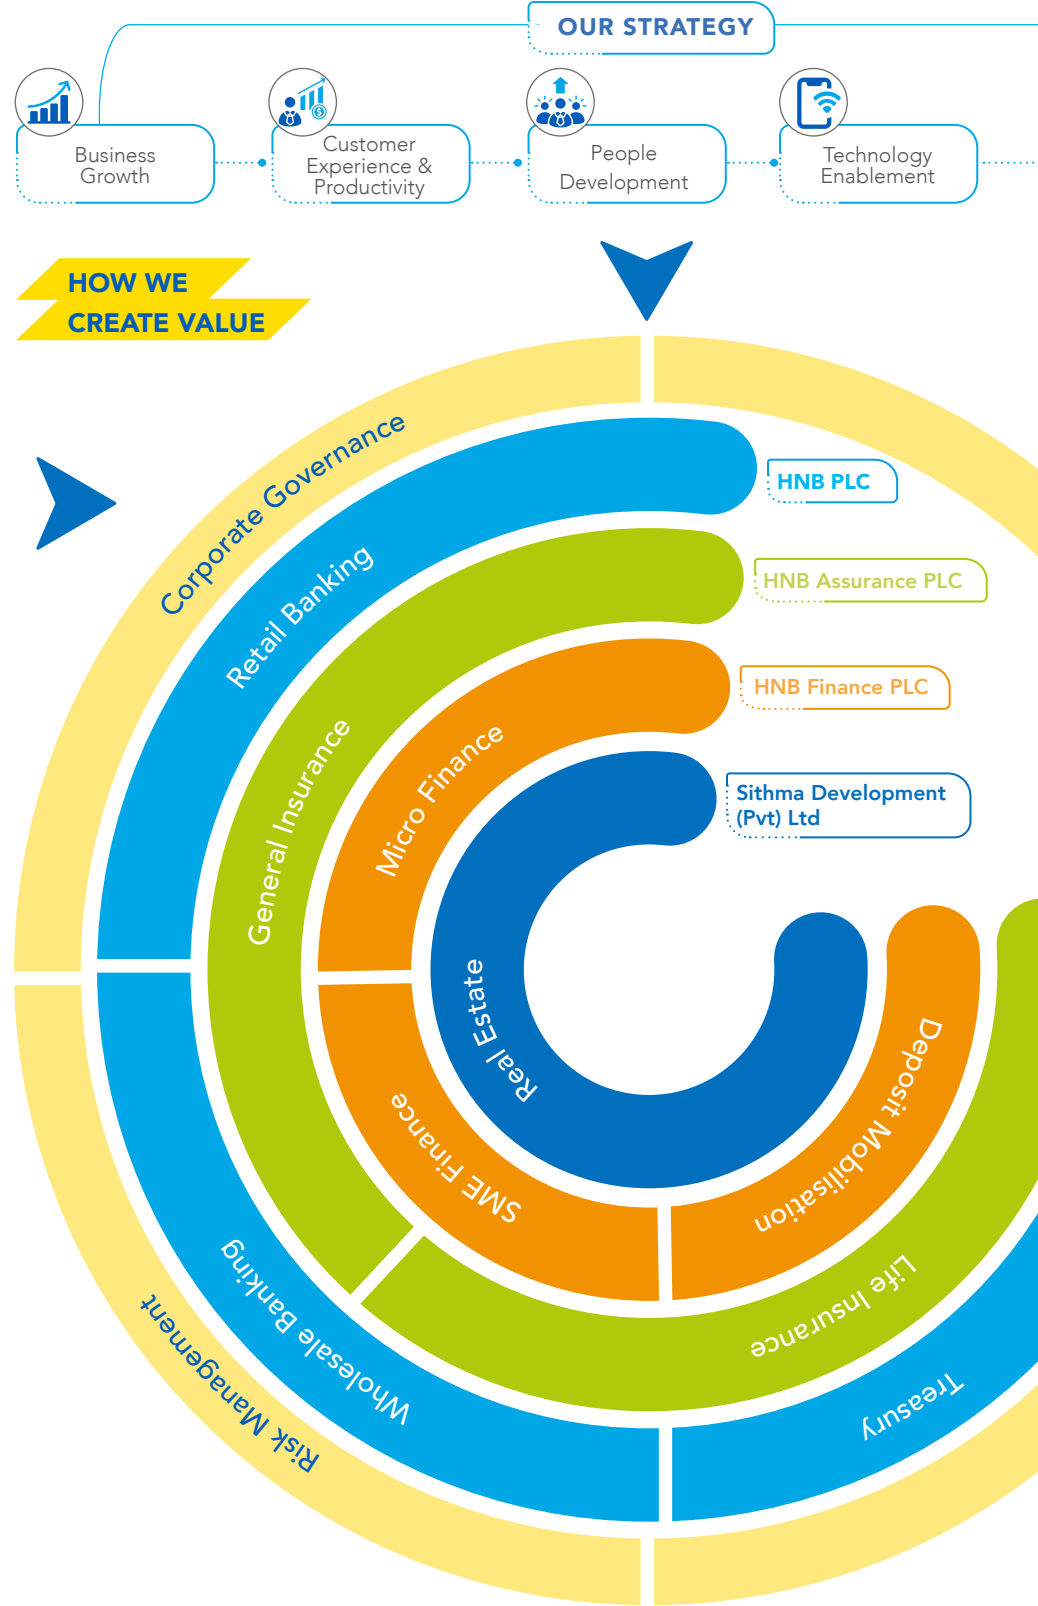 OUR STRATEGY
Business
Growth
Customer
Experience &
Productivity
People
Development
Technology
Enablement
HOW WE
CREATE VALUE
Corporate Governance
Retail Banking
HNB PLC
General Insurance
HNB Assurance PLC
Micro Finance
HNB Finance PLC
Sithma Development
(Pvt) Ltd
Real Estate
SME Finance
Deposit Mobilisation
Life Insurance
Wholesale Banking
Treasury
Risk Management